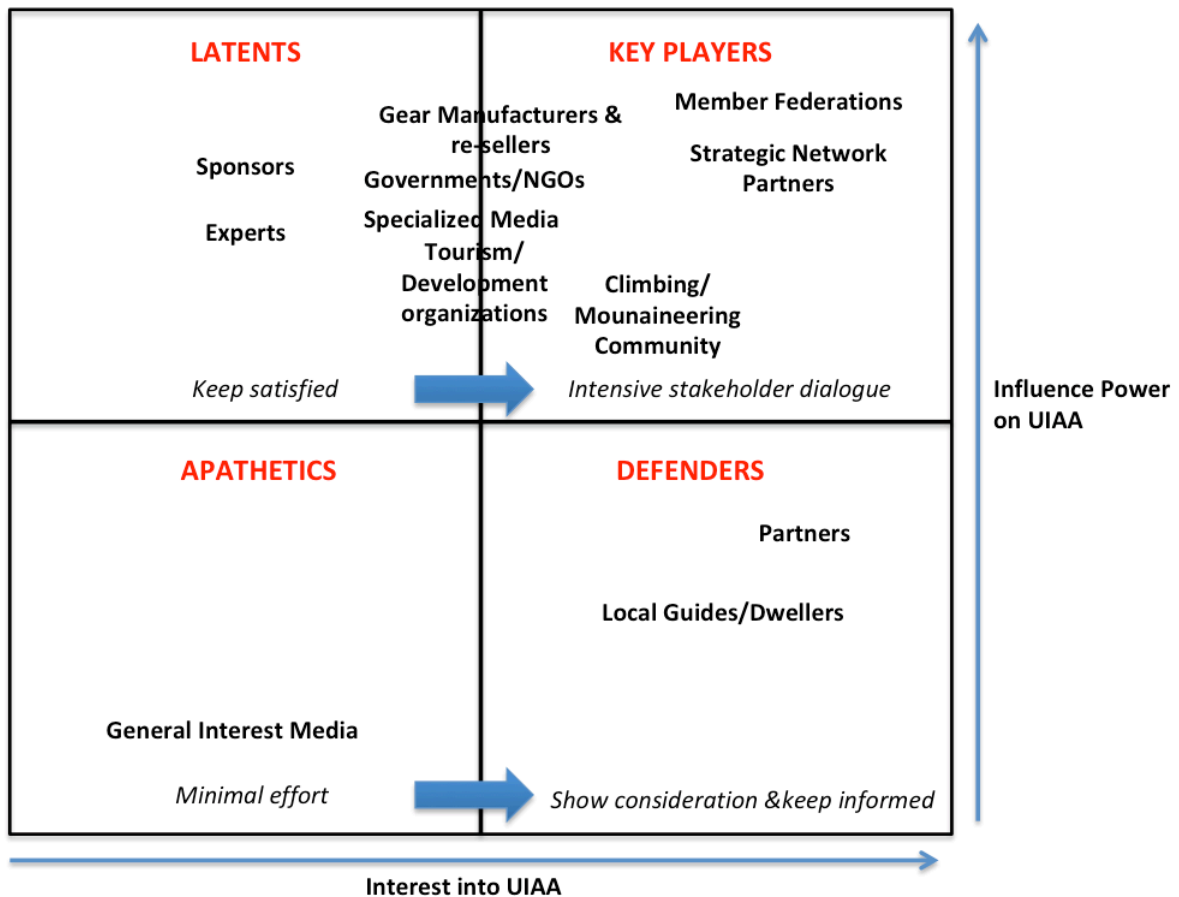 LATENTS
KEY PLAYERS
Member Federations
Gear Manufacturers &
re-sellers
Strategic Network
Partners
Sponsors
Governments/NGOs
Specialized Media
Experts
Tourism/
Development
organizations
Climbing/
Mounaineering
Community
Keep satisfied
Intensive stakeholder dialogue
Influence Power
on UIAA
APATHETICS
DEFENDERS
Partners
Local Guides/Dwellers
General Interest Media
Minimal effort
Show consideration &keep informed
Interest into UIAA